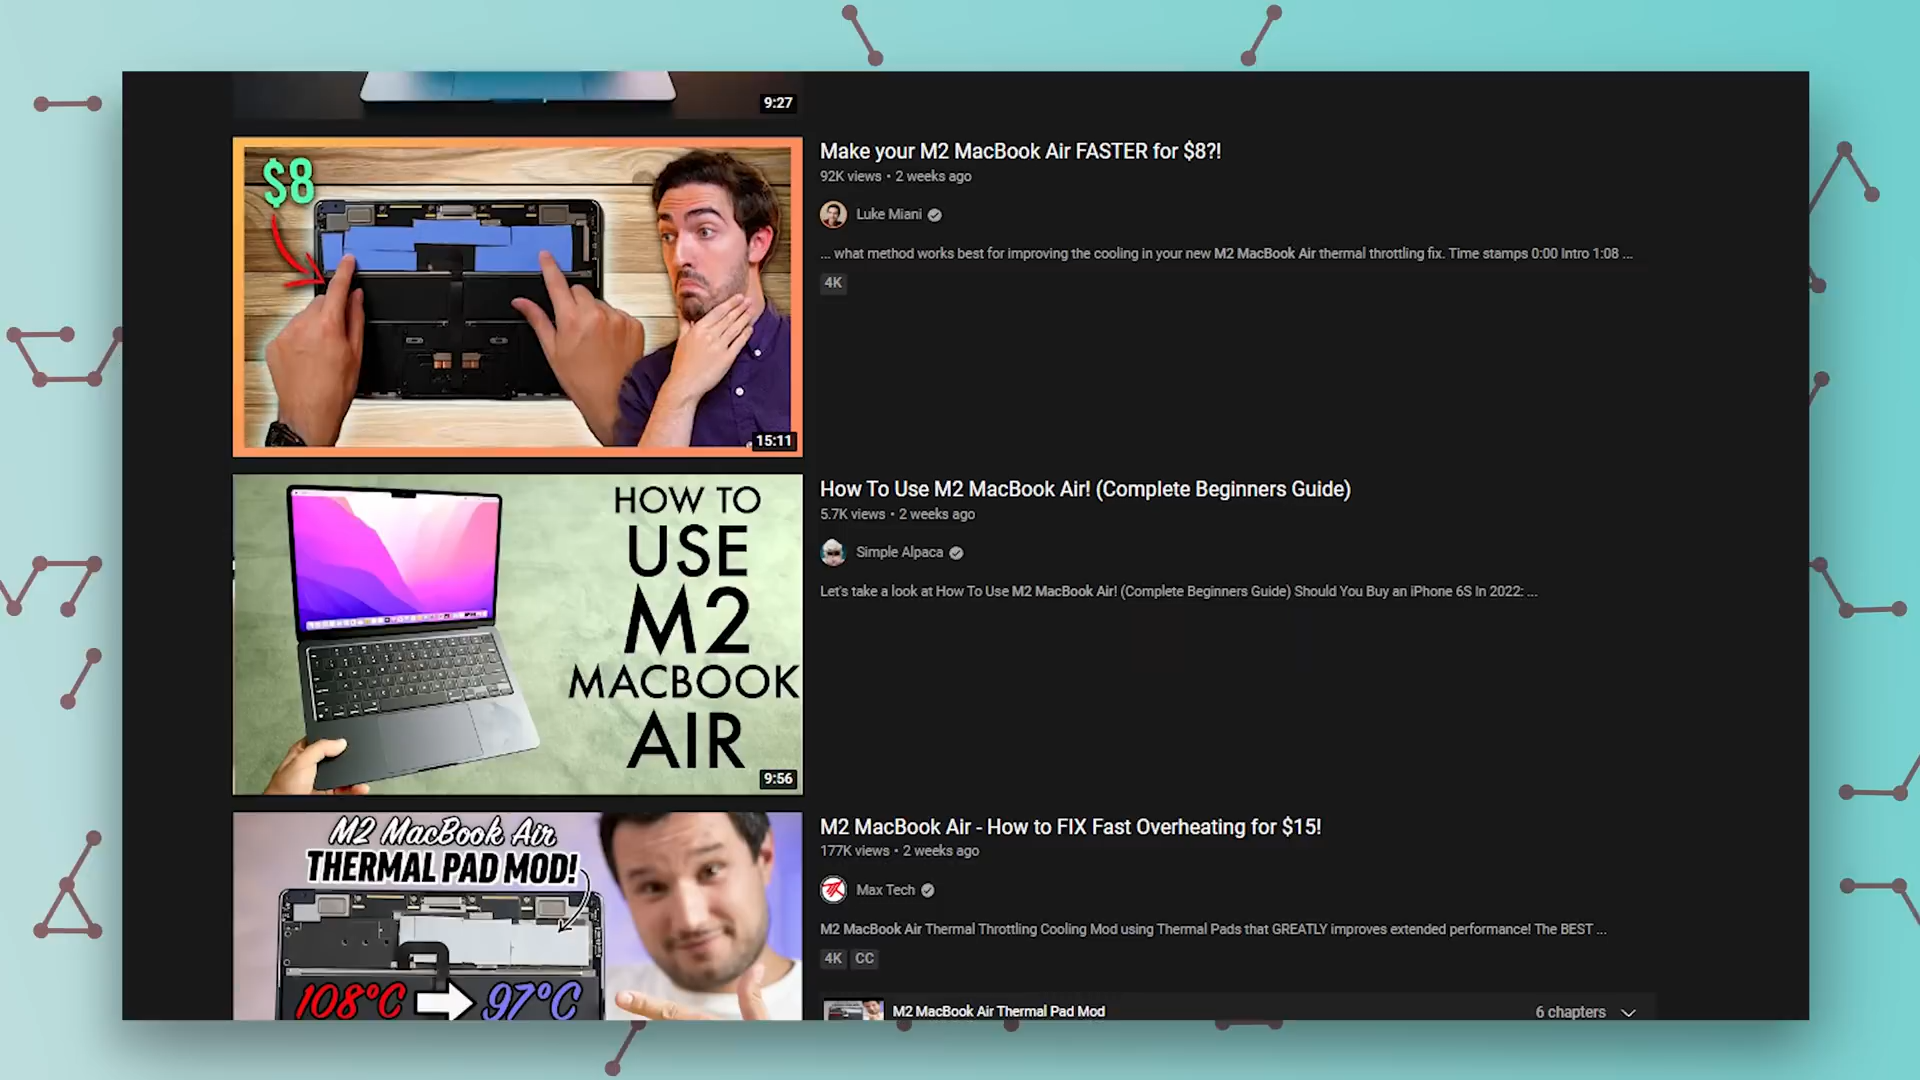 9:27
$8
15:11
Make your M2 MacBook Air FASTER for $8?!
92K views • 2 weeks ago
Luke Miani
... what method works best for improving the cooling in your new M2 MacBook Air thermal throttling fix. Time stamps 0:00 Intro 1:08 ...
4K
HOW TO
USE
M2
MACBOOK
AIR
9:56
How To Use M2 MacBook Air! (Complete Beginners Guide)
5.7K views • 2 weeks ago
Simple Alpaca
Let's take a look at How To Use M2 MacBook Air! (Complete Beginners Guide) Should You Buy an iPhone 6S In 2022: ...
M2 MacBook Air
THERMAL PAD MOD!
108°C
97°C
M2 MacBook Air - How to FIX Fast Overheating for $15!
177K views • 2 weeks ago
Max Tech
M2 MacBook Air Thermal Throttling Cooling Mod using Thermal Pads that GREATLY improves extended performance! The BEST ...
4K CC
M2 MacBook Air Thermal Pad Mod
6 chapters